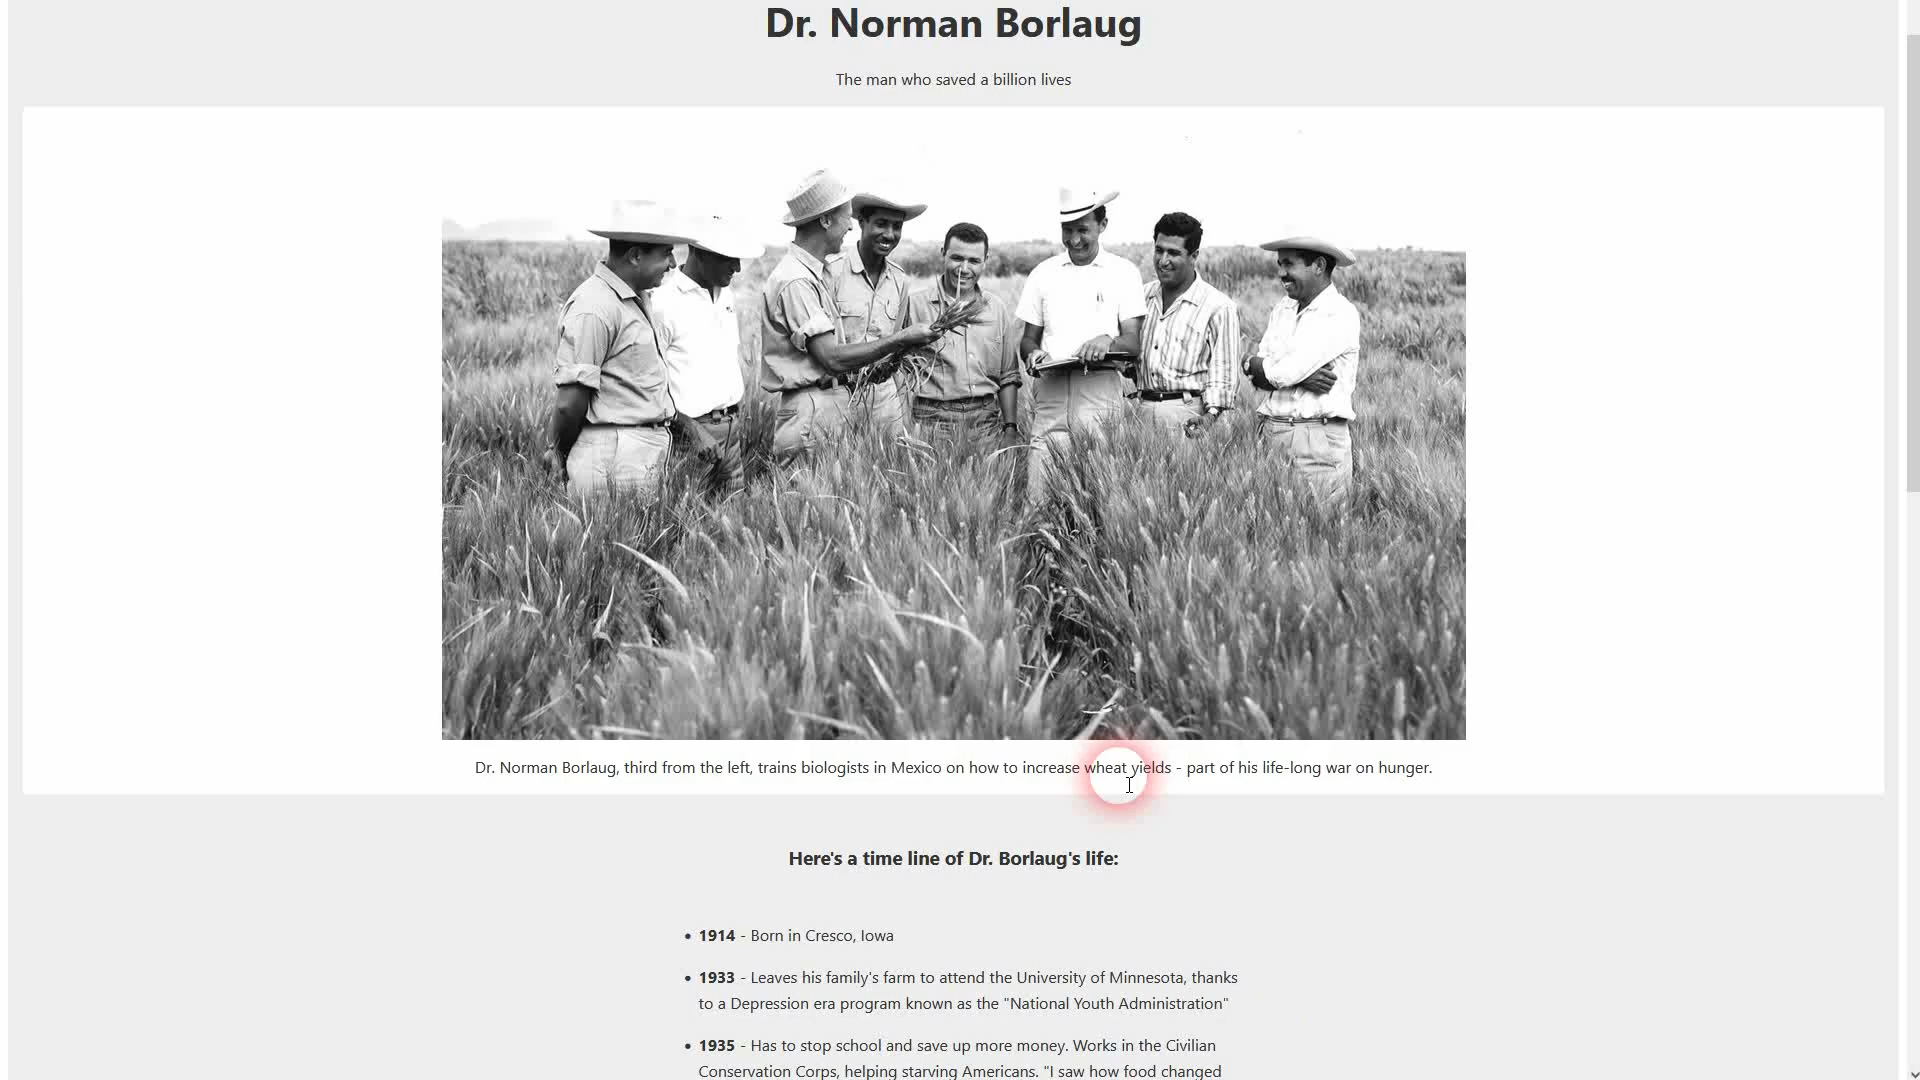 Dr. Norman Borlaug
The man who saved a billion lives
Dr. Norman Borlaug, third from the left, trains biologists in Mexico on how to increase wheat yields - part of his life-long war on hunger.
Here's a time line of Dr. Borlaug's life:
• 1914 - Born in Cresco, Iowa
• 1933 - Leaves his family's farm to attend the University of Minnesota, thanks
to a Depression era program known as the "National Youth Administration"
• 1935 - Has to stop school and save up more money. Works in the Civilian
Conservation Corps, helping starving Americans. "I saw how food changed